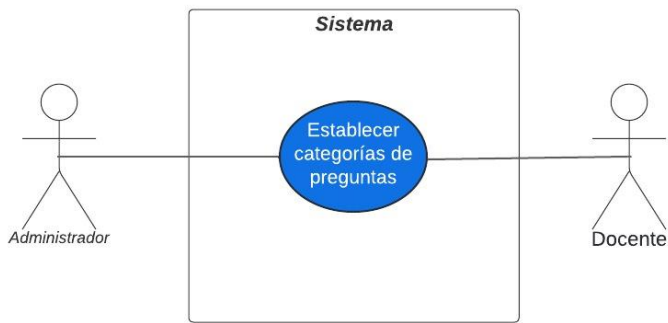 Sistema
Establecer
categorías de
preguntas
Administrador
Docente